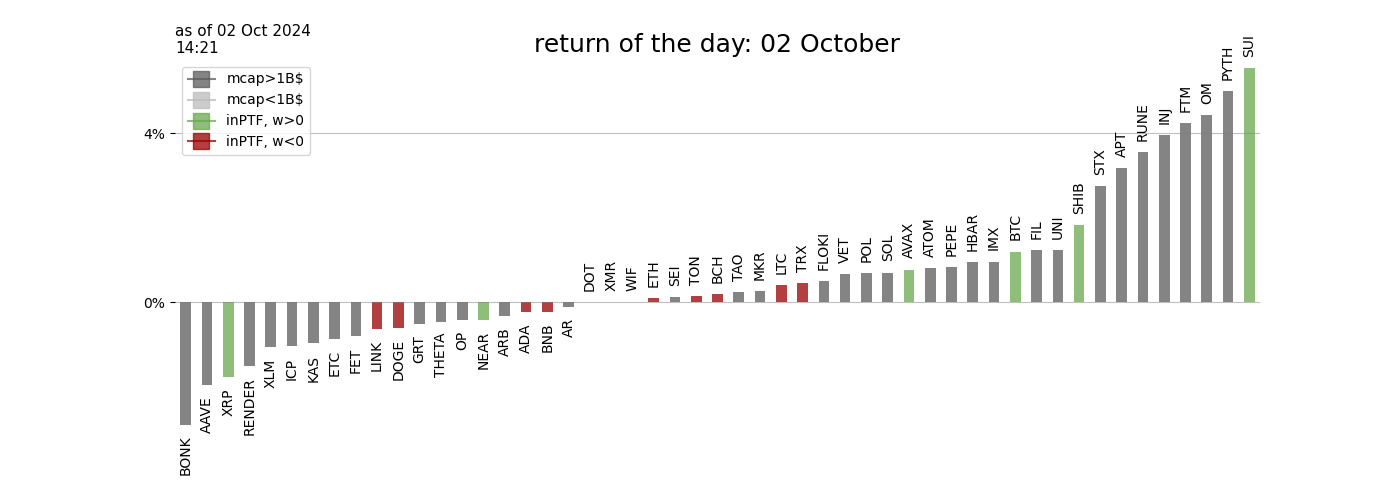 as of 02 Oct 2024
14:21
return of the day: 02 October
mcap>1B$
mcap<1B$
inPTF, w>0
inPTF, w<0
4%
0%
BONK
AAVE
XRP
RENDER
XLM
ICP
KAS
ETC
FET
LINK
DOGE
GRT
THETA
OP
NEAR
ARB
ADA
BNB
AR
DOT
XMR
WIF
ETH
SEI
TON
BCH
TAO
MKR
LTC
TRX
FLOKI
VET
POL
SOL
AVAX
ATOM
PEPE
HBAR
IMX
BTC
FIL
UNI
SHIB
STX
APT
RUNE
INJ
FTM
OM
PYTH
SUI